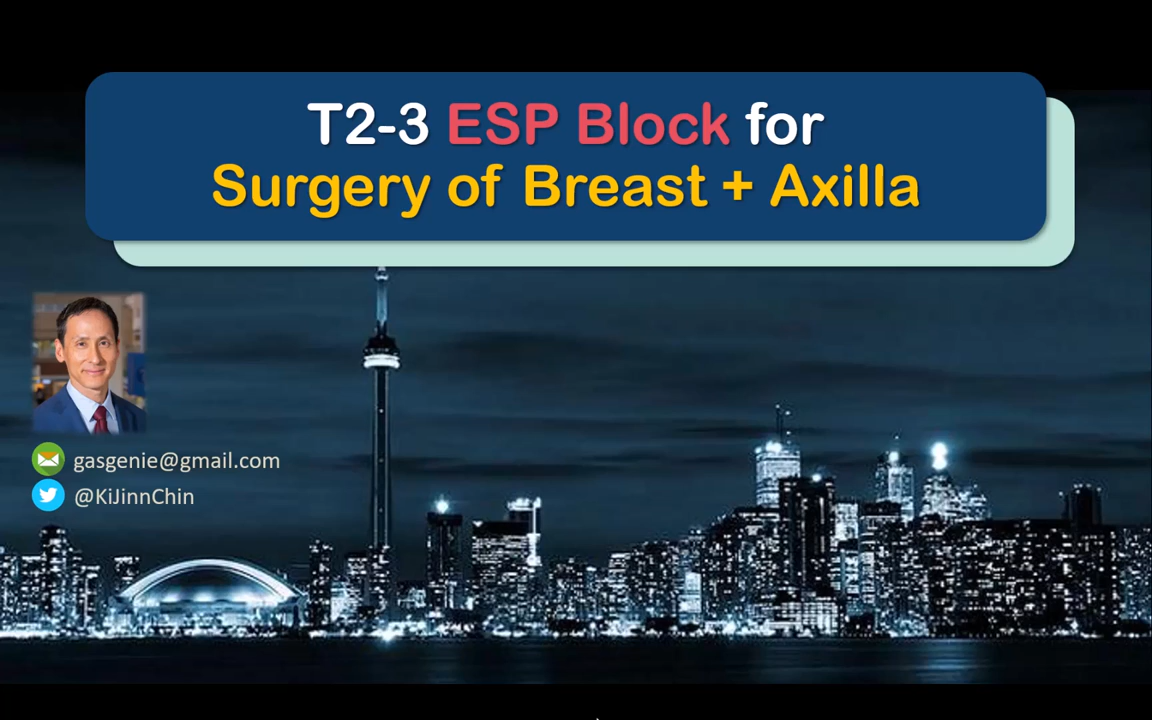 T2-3 ESP Block for
Surgery of Breast + Axilla
gasgenie@gmail.com
@KiJinnChin